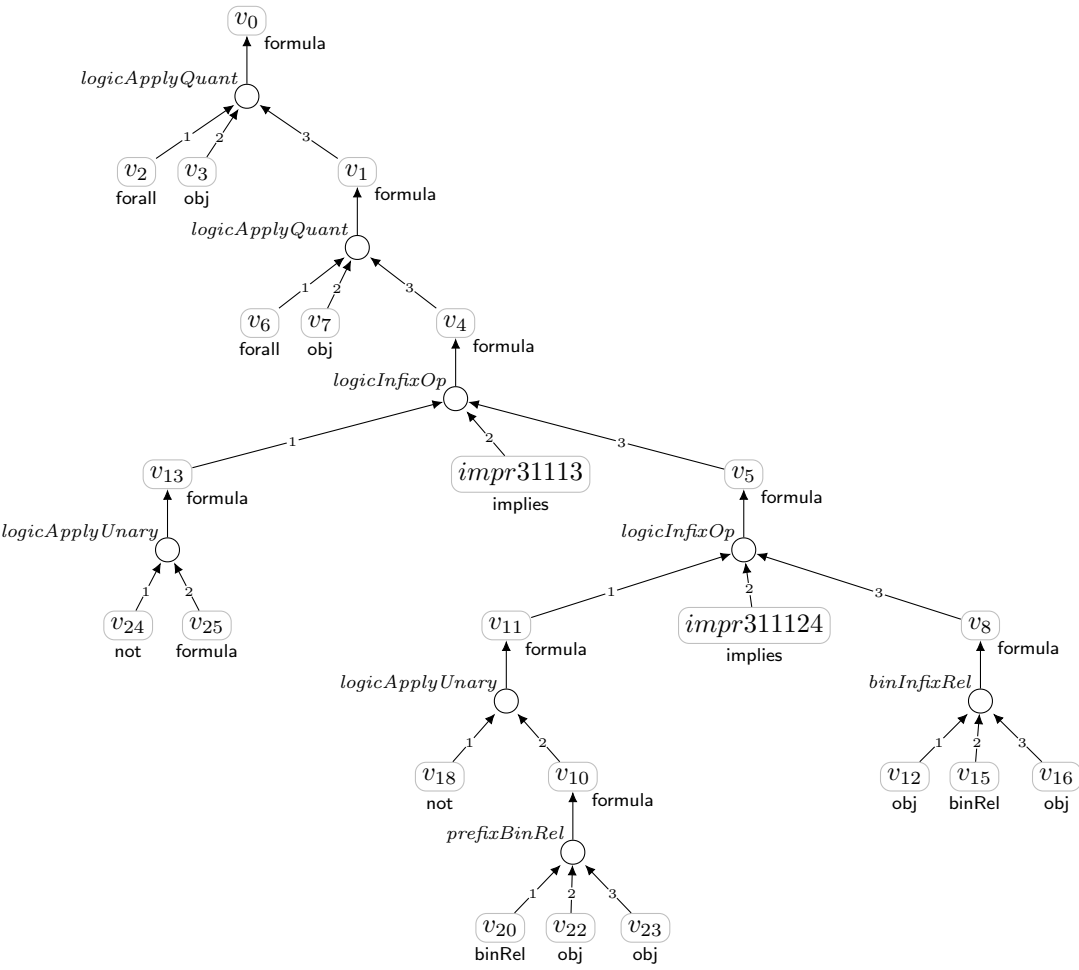 v0
formula
logicApplyQuant
1 2 3
v2 v3 v1
forall obj formula
logicApplyQuant
1 2 3
v6 v7 v4
forall obj formula
logicInfixOp
1 2 3
v13 impr31113 v5
formula implies formula
logicApplyUnary logicInfixOp
1 2 1 2 3
v24 v25 v11 impr311124 v8
not formula formula implies formula
logicApplyUnary binInfixRel
1 2 1 2 3
v18 v10 v12 v15 v16
not formula obj binRel obj
prefixBinRel
1 2 3
v20 v22 v23
binRel obj obj